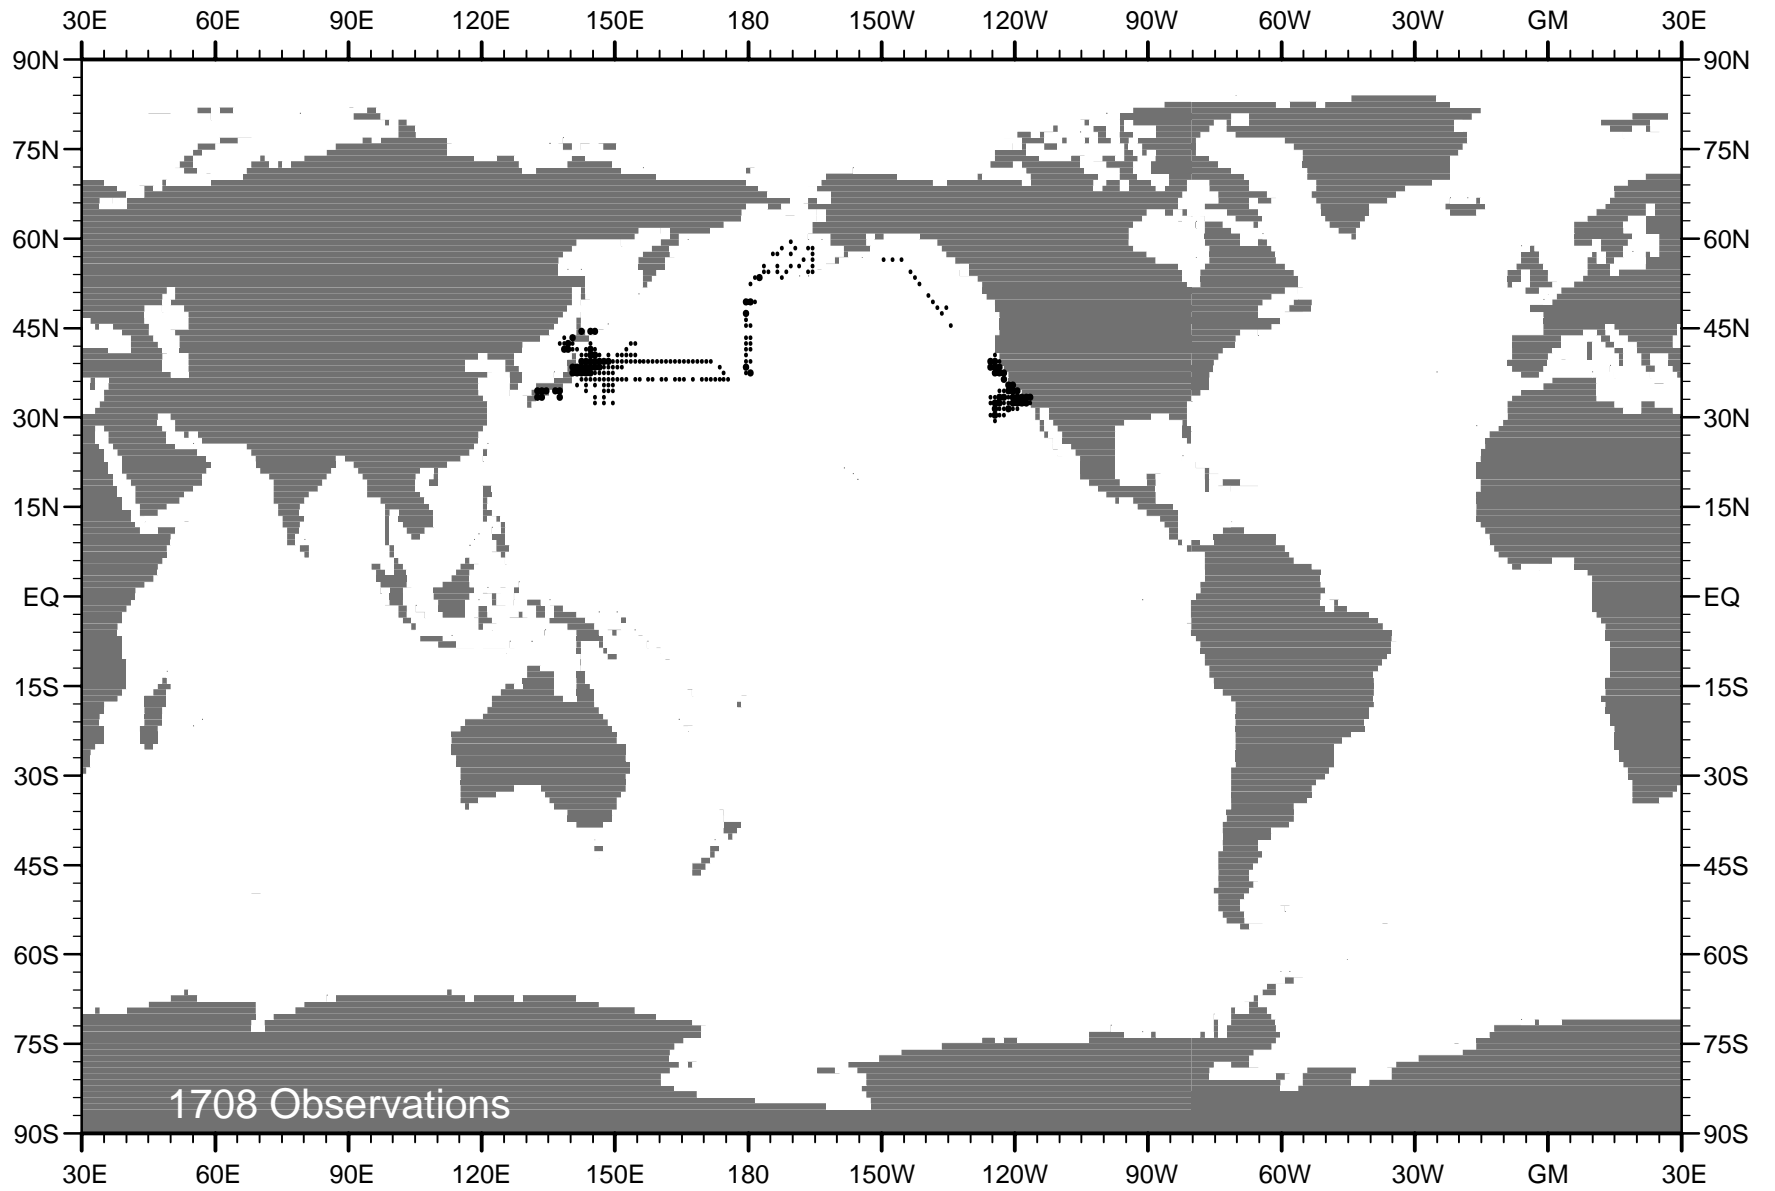 30E 60E 90E 120E 150E 180 150W 120W 90W 60W 30W GM 30E
90N 90N
75N 75N
60N 60N
45N 45N
30N 30N
15N 15N
EQ EQ
15S 15S
30S 30S
45S 45S
60S 60S
75S 75S
1708 Observations
90S 90S
30E 60E 90E 120E 150E 180 150W 120W 90W 60W 30W GM 30E